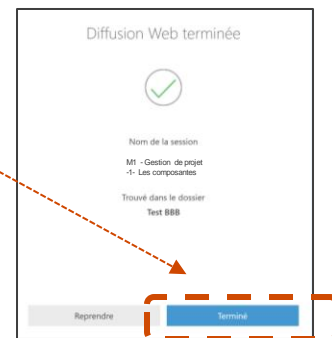 Diffusion Web terminée
Nom de la session
M1 - Gestion de projet
-1- Les composantes
Trouvé dans le dossier
Test BBB
Reprendre
Terminé